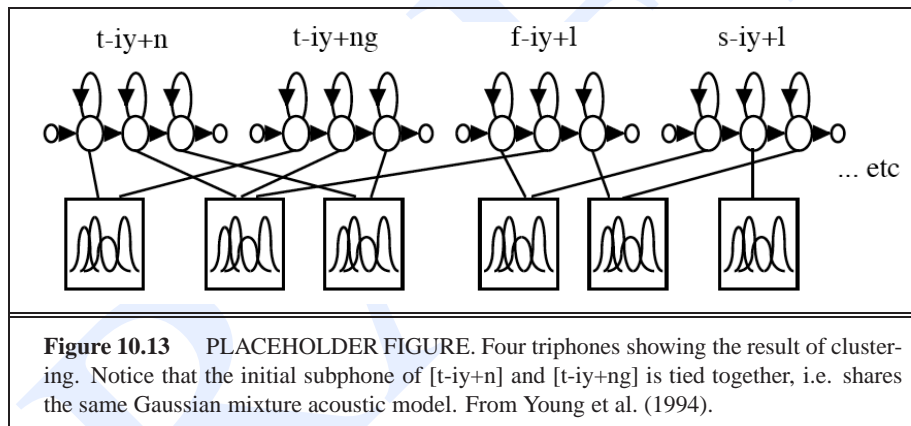 t-iy+n t-iy+ng f-iy+l s-iy+l
... etc
Figure 10.13 PLACEHOLDER FIGURE. Four triphones showing the result of cluster-
ing. Notice that the initial subphone of [t-iy+n] and [t-iy+ng] is tied together, i.e. shares
the same Gaussian mixture acoustic model. From Young et al. (1994).